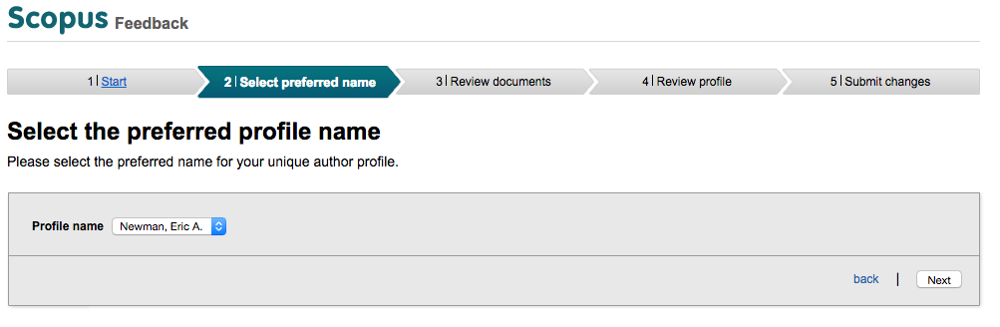 Scopus Feedback
1 | Start 2 | Select preferred name 3 | Review documents 4 | Review profile 5 | Submit changes
Select the preferred profile name
Please select the preferred name for your unique author profile.
Profile name Newman, Eric A.
back | Next